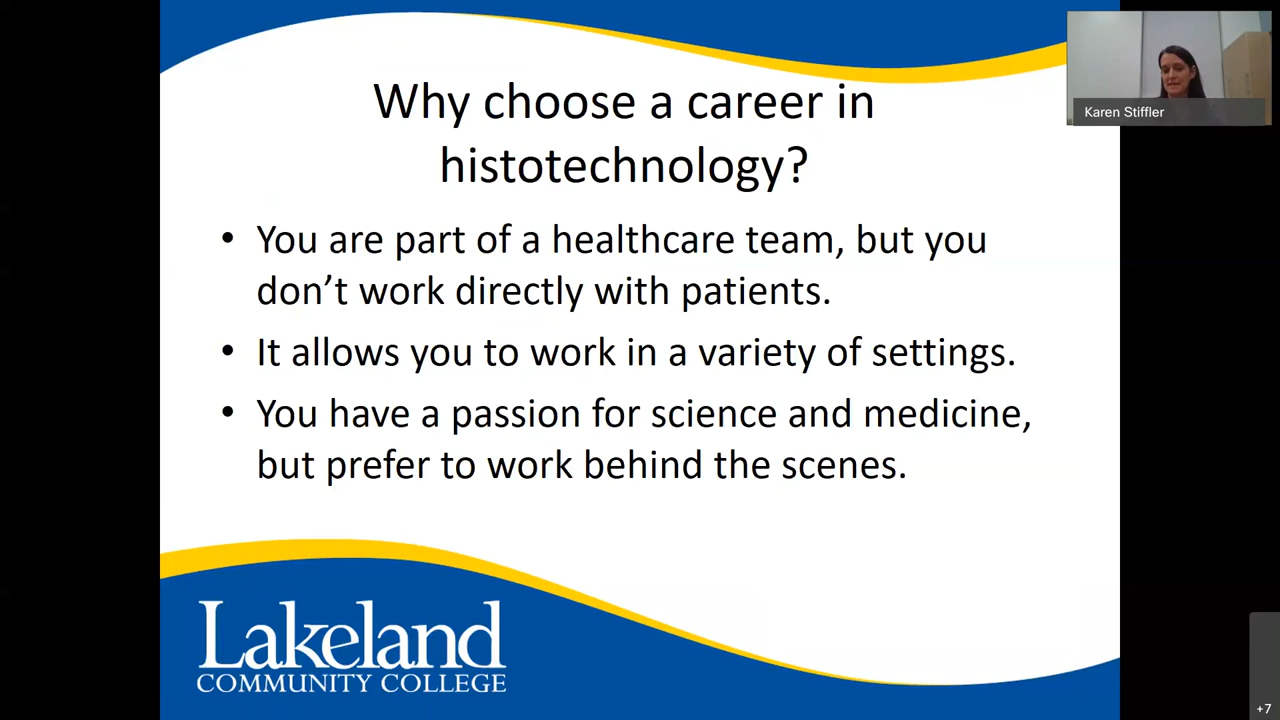 Why choose a career in
histotechnology?
• You are part of a healthcare team, but you
don’t work directly with patients.
• It allows you to work in a variety of settings.
• You have a passion for science and medicine,
but prefer to work behind the scenes.
Lakeland
COMMUNITY COLLEGE
Karen Stiffler
+7